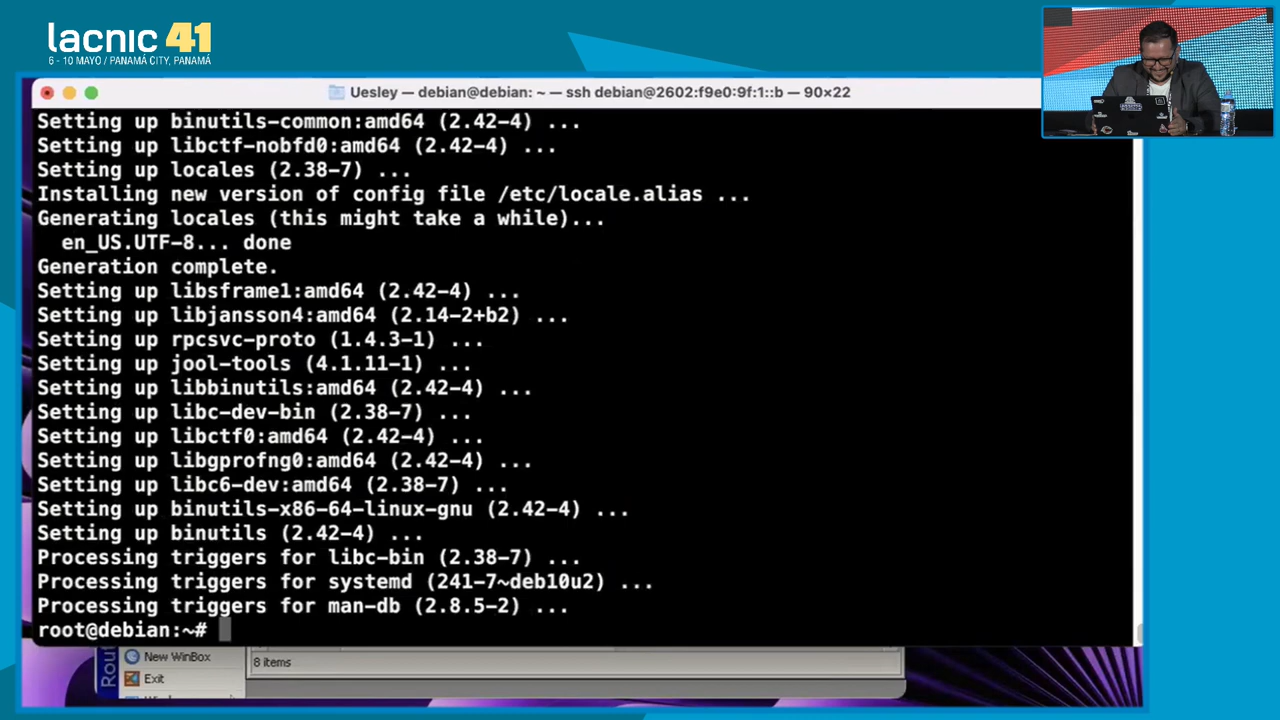 lacnic 41
6 - 10 MAYO / PANAMÁ CITY, PANAMÁ
Uesley — debian@debian: ~ — ssh debian@2602:f9e0:9f:1::b — 90×22
Setting up binutils-common:amd64 (2.42-4) ...
Setting up libctf-nobfd0:amd64 (2.42-4) ...
Setting up locales (2.38-7) ...
Installing new version of config file /etc/locale.alias ...
Generating locales (this might take a while)...
  en_US.UTF-8... done
Generation complete.
Setting up libsframe1:amd64 (2.42-4) ...
Setting up libjansson4:amd64 (2.14-2+b2) ...
Setting up rpcsvc-proto (1.4.3-1) ...
Setting up jool-tools (4.1.11-1) ...
Setting up libbinutils:amd64 (2.42-4) ...
Setting up libc-dev-bin (2.38-7) ...
Setting up libctf0:amd64 (2.42-4) ...
Setting up libgprofng0:amd64 (2.42-4) ...
Setting up libc6-dev:amd64 (2.38-7) ...
Setting up binutils-x86-64-linux-gnu (2.42-4) ...
Setting up binutils (2.42-4) ...
Processing triggers for libc-bin (2.38-7) ...
Processing triggers for systemd (241-7~deb10u2) ...
Processing triggers for man-db (2.8.5-2) ...
root@debian:~#
New WinBox
8 items
Exit